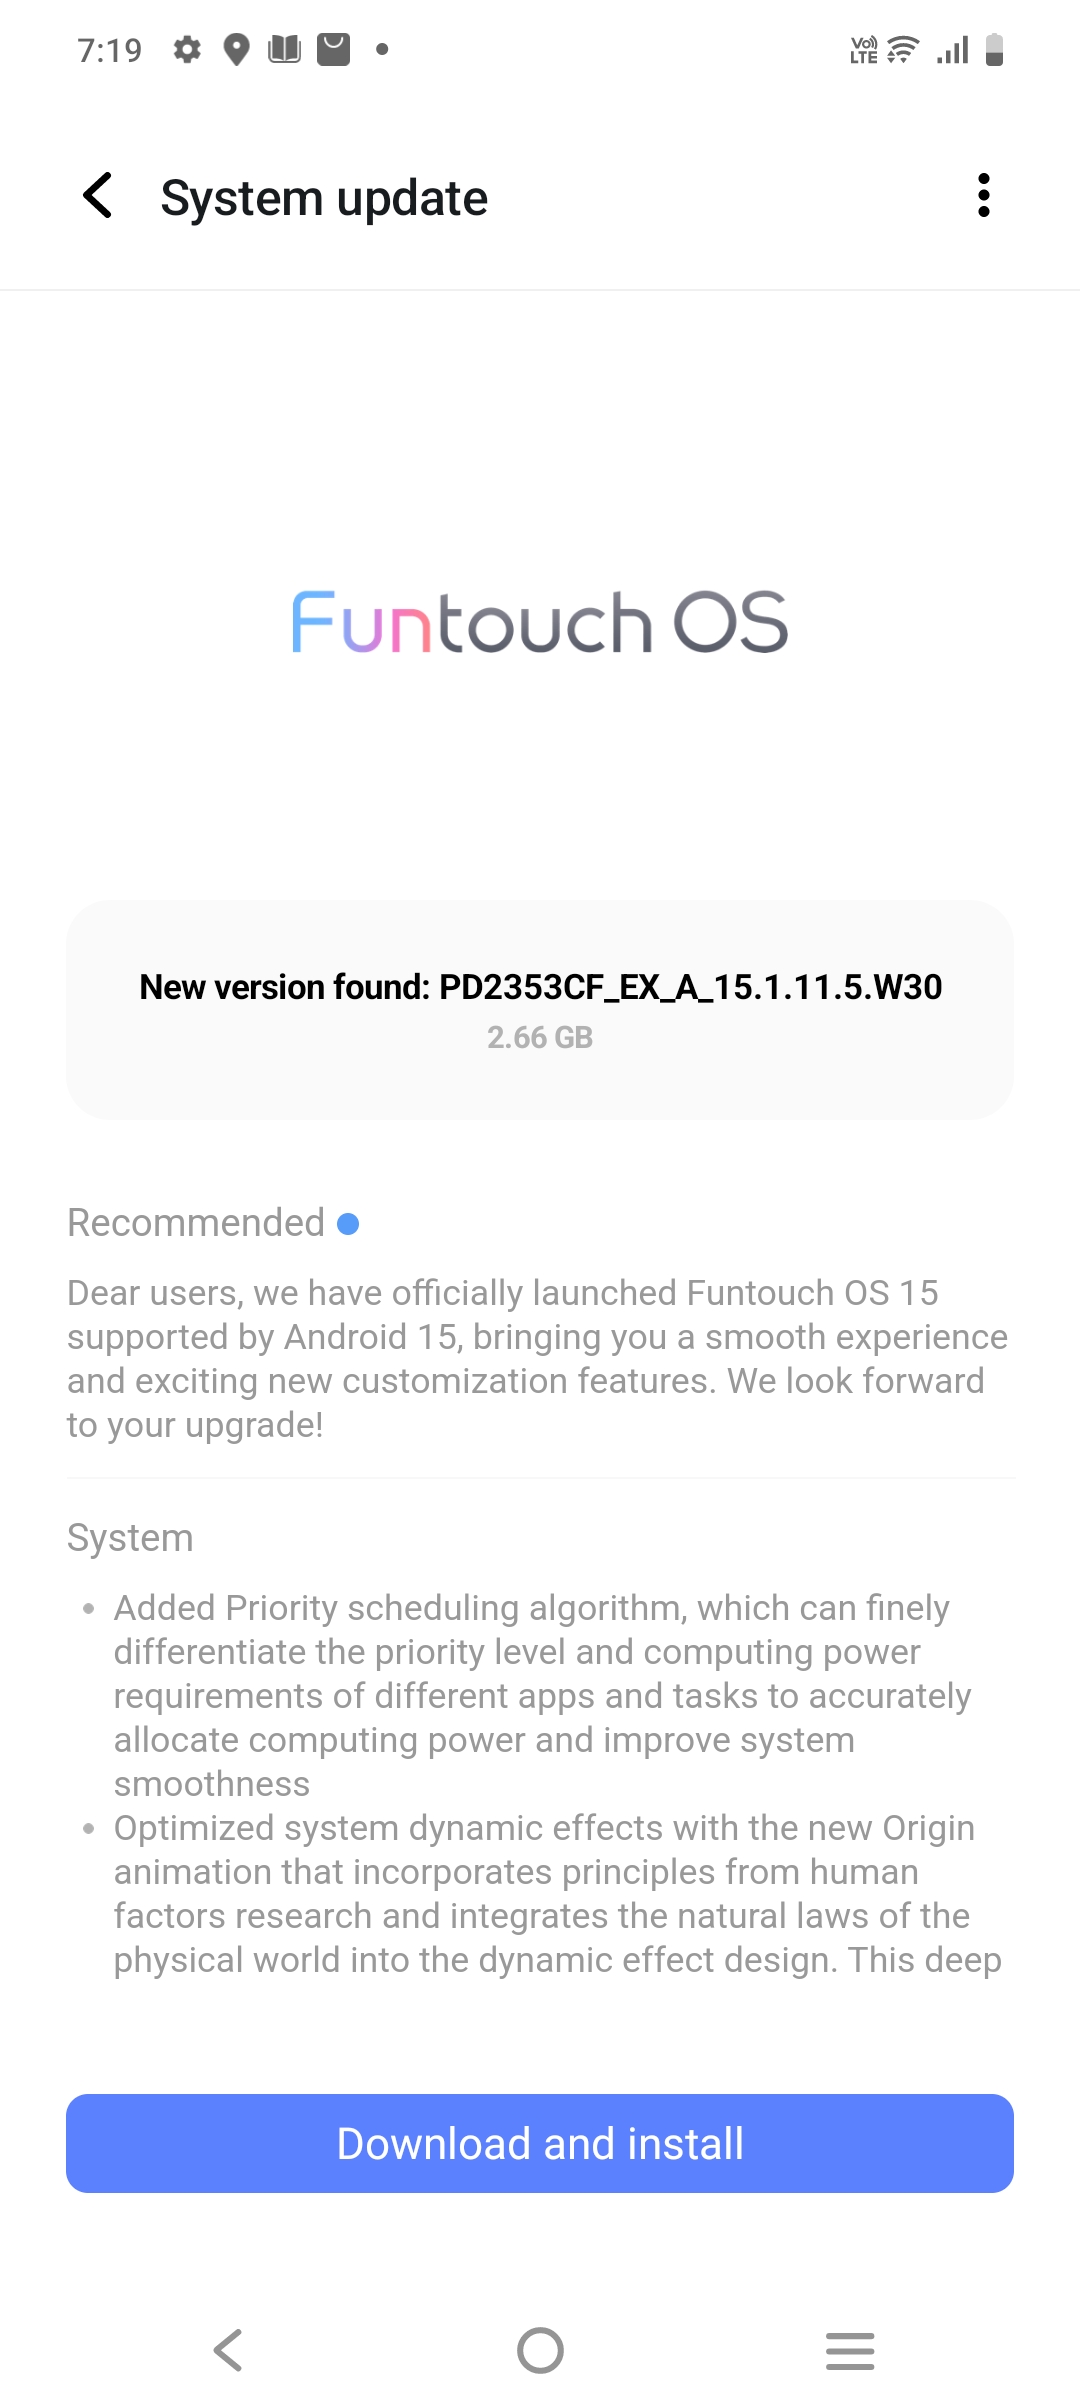 7:19
Vo) LTE
System update
Funtouch OS
New version found: PD2353CF_EX_A_15.1.11.5.W30
2.66 GB
Recommended
Dear users, we have officially launched Funtouch OS 15
supported by Android 15, bringing you a smooth experience
and exciting new customization features. We look forward
to your upgrade!
System
• Added Priority scheduling algorithm, which can finely
differentiate the priority level and computing power
requirements of different apps and tasks to accurately
allocate computing power and improve system
smoothness
• Optimized system dynamic effects with the new Origin
animation that incorporates principles from human
factors research and integrates the natural laws of the
physical world into the dynamic effect design. This deep
Download and install